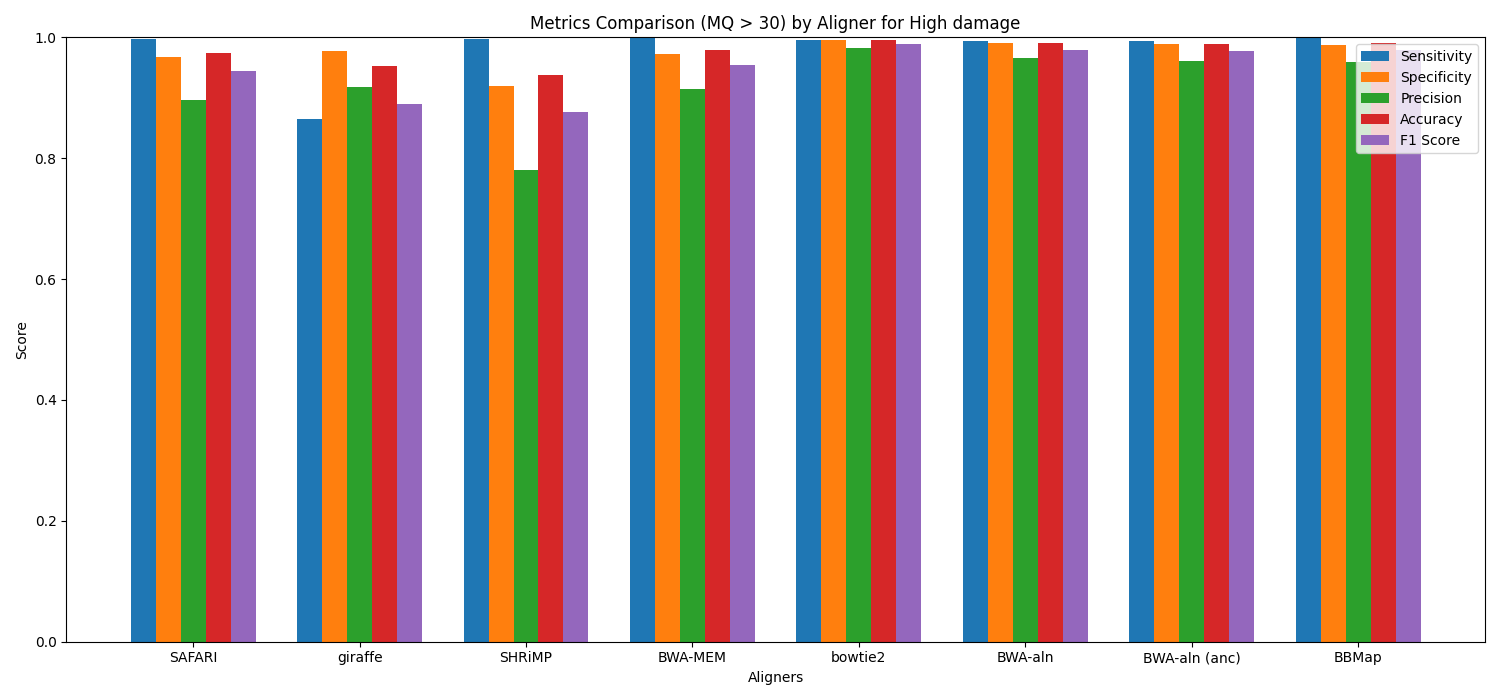 Metrics Comparison (MQ > 30) by Aligner for High damage
Score
1.0
0.8
0.6
0.4
0.2
0.0
Sensitivity
Specificity
Precision
Accuracy
F1 Score
SAFARI
giraffe
SHRiMP
BWA-MEM
bowtie2
BWA-aln
BWA-aln (anc)
BBMap
Aligners